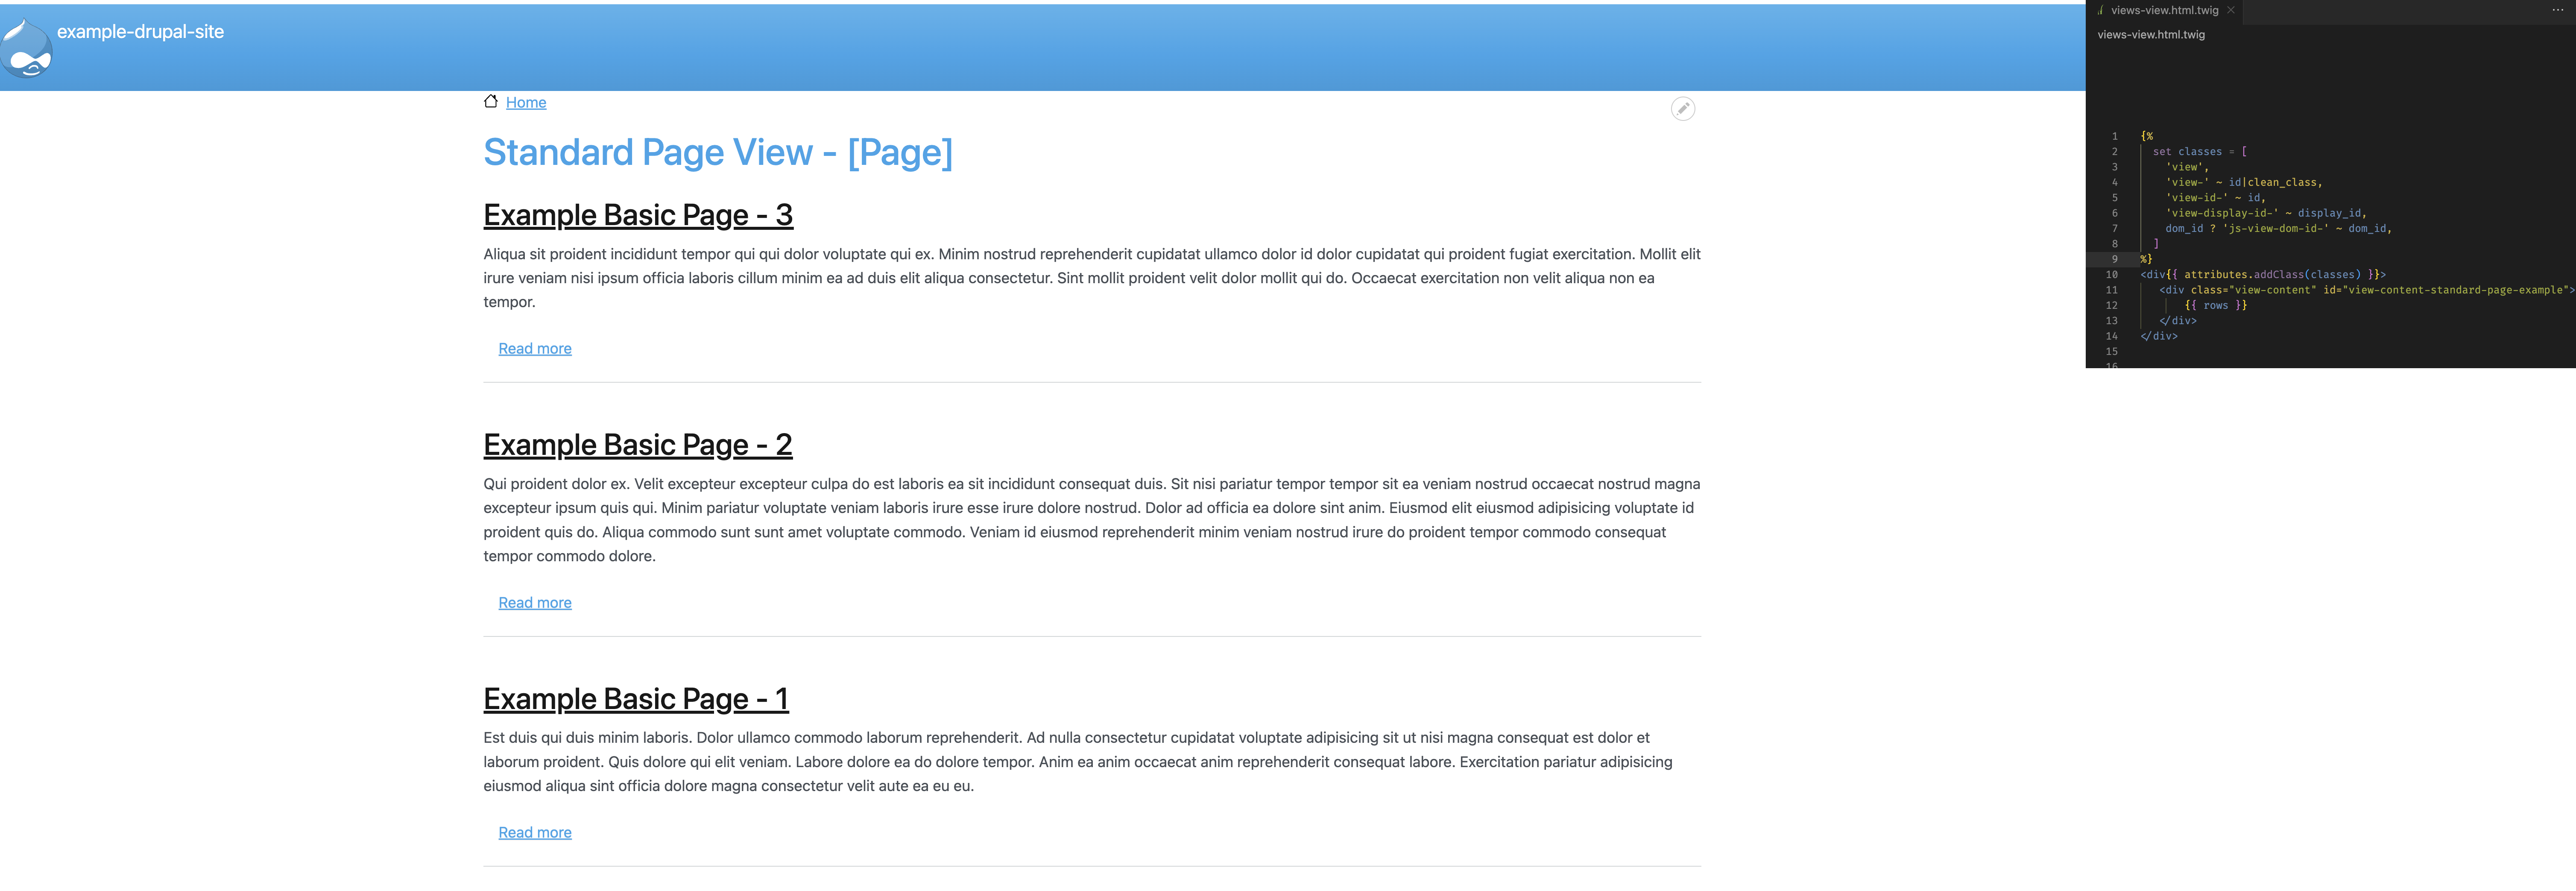 example-drupal-site
Home
Standard Page View - [Page]
Example Basic Page - 3
Aliqua sit proident incididunt tempor qui qui dolor voluptate qui ex. Minim nostrud reprehenderit cupidatat ullamco dolor id dolor cupidatat qui proident fugiat exercitation. Mollit elit
irure veniam nisi ipsum officia laboris cillum minim ea ad duis elit aliqua consectetur. Sint mollit proident velit dolor mollit qui do. Occaecat exercitation non velit aliqua non ea
tempor.
Read more
Example Basic Page - 2
Qui proident dolor ex. Velit excepteur excepteur culpa do est laboris ea sit incididunt consequat duis. Sit nisi pariatur tempor tempor sit ea veniam nostrud occaecat nostrud magna
excepteur ipsum quis qui. Minim pariatur voluptate veniam laboris irure esse irure dolore nostrud. Dolor ad officia ea dolore sint anim. Eiusmod elit eiusmod adipisicing voluptate id
proident quis do. Aliqua commodo sunt sunt amet voluptate commodo. Veniam id eiusmod reprehenderit minim veniam nostrud irure do proident tempor commodo consequat
tempor commodo dolore.
Read more
Example Basic Page - 1
Est duis qui duis minim laboris. Dolor ullamco commodo laborum reprehenderit. Ad nulla consectetur cupidatat voluptate adipisicing sit ut nisi magna consequat est dolor et
laborum proident. Quis dolore qui elit veniam. Labore dolore ea do dolore tempor. Anim ea anim occaecat anim reprehenderit consequat labore. Exercitation pariatur adipisicing
eiusmod aliqua sint officia dolore magna consectetur velit aute ea eu eu.
Read more
views-view.html.twig
views-view.html.twig
1 {%
2 set classes = [
3 'view',
4 'view-' ~ id|clean_class,
5 'view-id-' ~ id,
6 'view-display-id-' ~ display_id,
7 dom_id ? 'js-view-dom-id-' ~ dom_id,
8 ]
9 %}
10 <div{{ attributes.addClass(classes) }}>
11 <div class="view-content" id="view-content-standard-page-example">
12 {{ rows }}
13 </div>
14 </div>
15
16